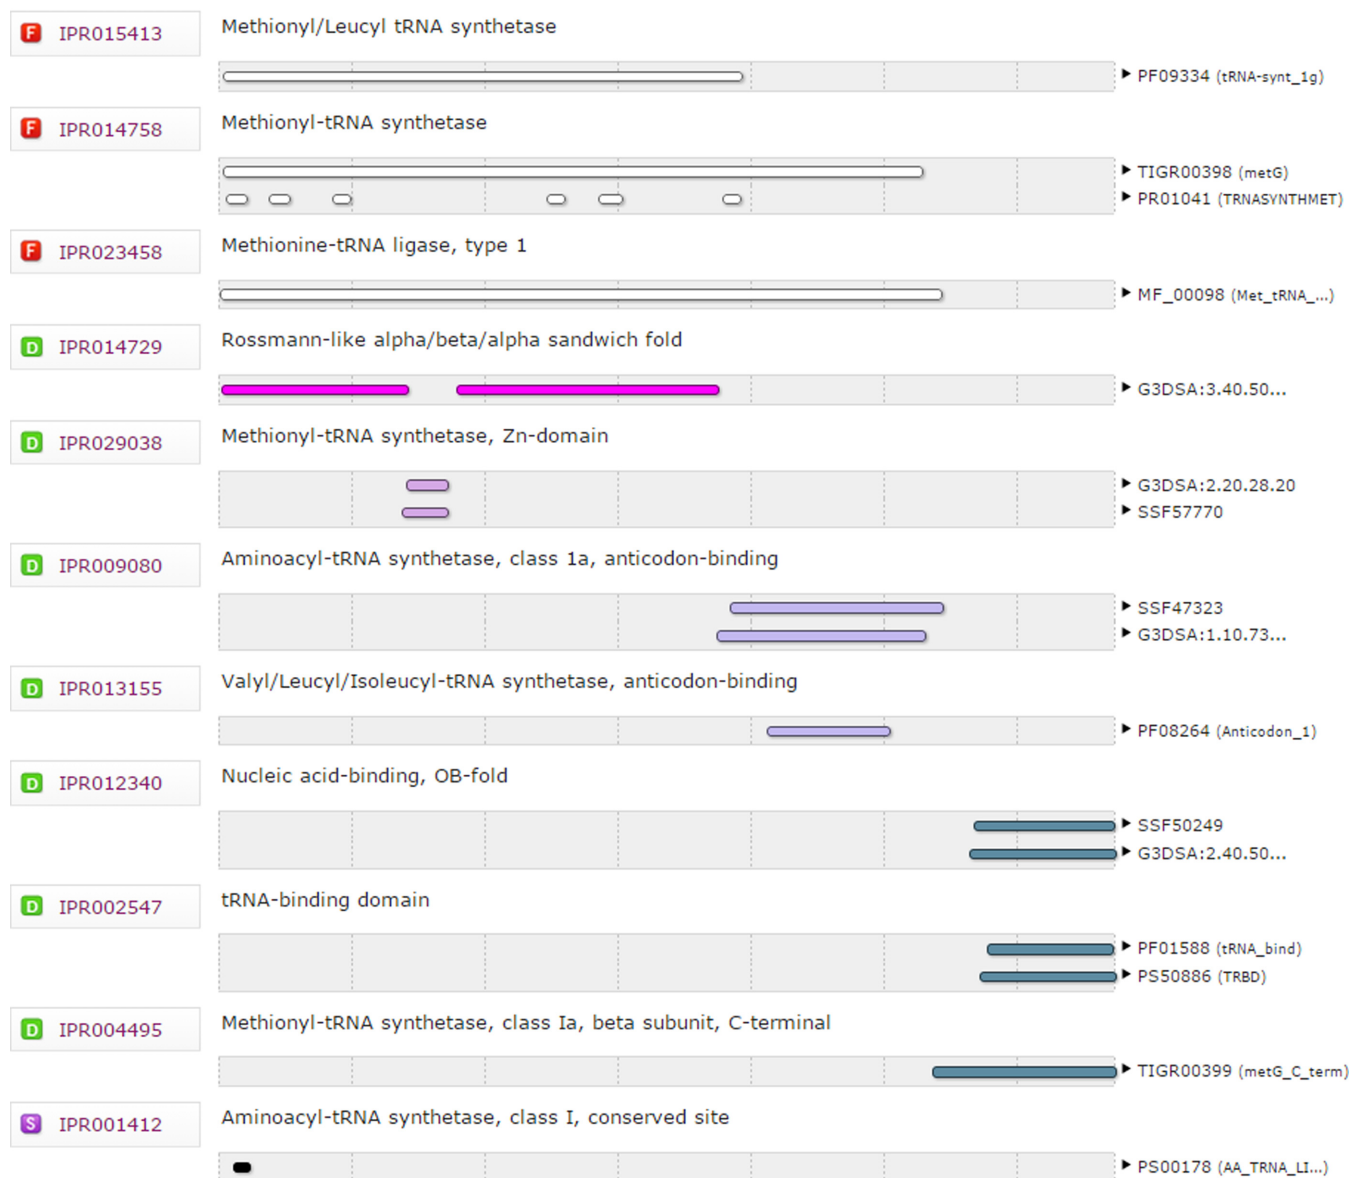 F IPR015413 Methionyl/Leucyl tRNA synthetase
PF09334 (tRNA-synt_1g)
F IPR014758 Methionyl-tRNA synthetase
TIGR00398 (metG)
PR01041 (TRNASYNTHMET)
F IPR023458 Methionine-tRNA ligase, type 1
MF_00098 (Met_tRNA_...)
D IPR014729 Rossmann-like alpha/beta/alpha sandwich fold
G3DSA:3.40.50...
D IPR029038 Methionyl-tRNA synthetase, Zn-domain
G3DSA:2.20.28.20
SSF57770
D IPR009080 Aminoacyl-tRNA synthetase, class 1a, anticodon-binding
SSF47323
G3DSA:1.10.73...
D IPR013155 Valyl/Leucyl/Isoleucyl-tRNA synthetase, anticodon-binding
PF08264 (Anticodon_1)
D IPR012340 Nucleic acid-binding, OB-fold
SSF50249
G3DSA:2.40.50...
D IPR002547 tRNA-binding domain
PF01588 (tRNA_bind)
PS50886 (TRBD)
D IPR004495 Methionyl-tRNA synthetase, class Ia, beta subunit, C-terminal
TIGR00399 (metG_C_term)
S IPR001412 Aminoacyl-tRNA synthetase, class I, conserved site
PS00178 (AA_TRNA_LI...)